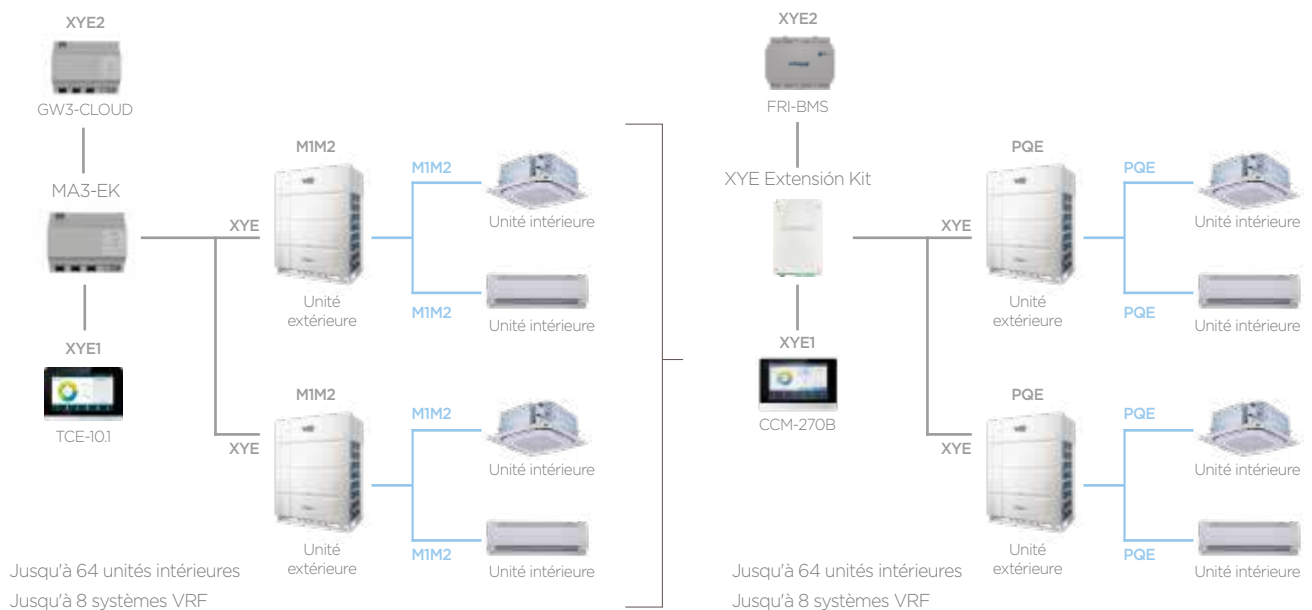 XYE2
GW3-CLOUD
MA3-EK
XYE1
TCE-10.1
XYE
XYE
M1M2
Unité
extérieure
M1M2
M1M2
Unité intérieure
Unité intérieure
M1M2
Unité
extérieure
M1M2
M1M2
Unité intérieure
Unité intérieure
Jusqu'à 64 unités intérieures
Jusqu'à 8 systèmes VRF
XYE2
FRI-BMS
XYE Extensión Kit
XYE1
CCM-270B
XYE
XYE
PQE
Unité
extérieure
PQE
PQE
Unité intérieure
Unité intérieure
PQE
Unité
extérieure
PQE
PQE
Unité intérieure
Unité intérieure
Jusqu'à 64 unités intérieures
Jusqu'à 8 systèmes VRF